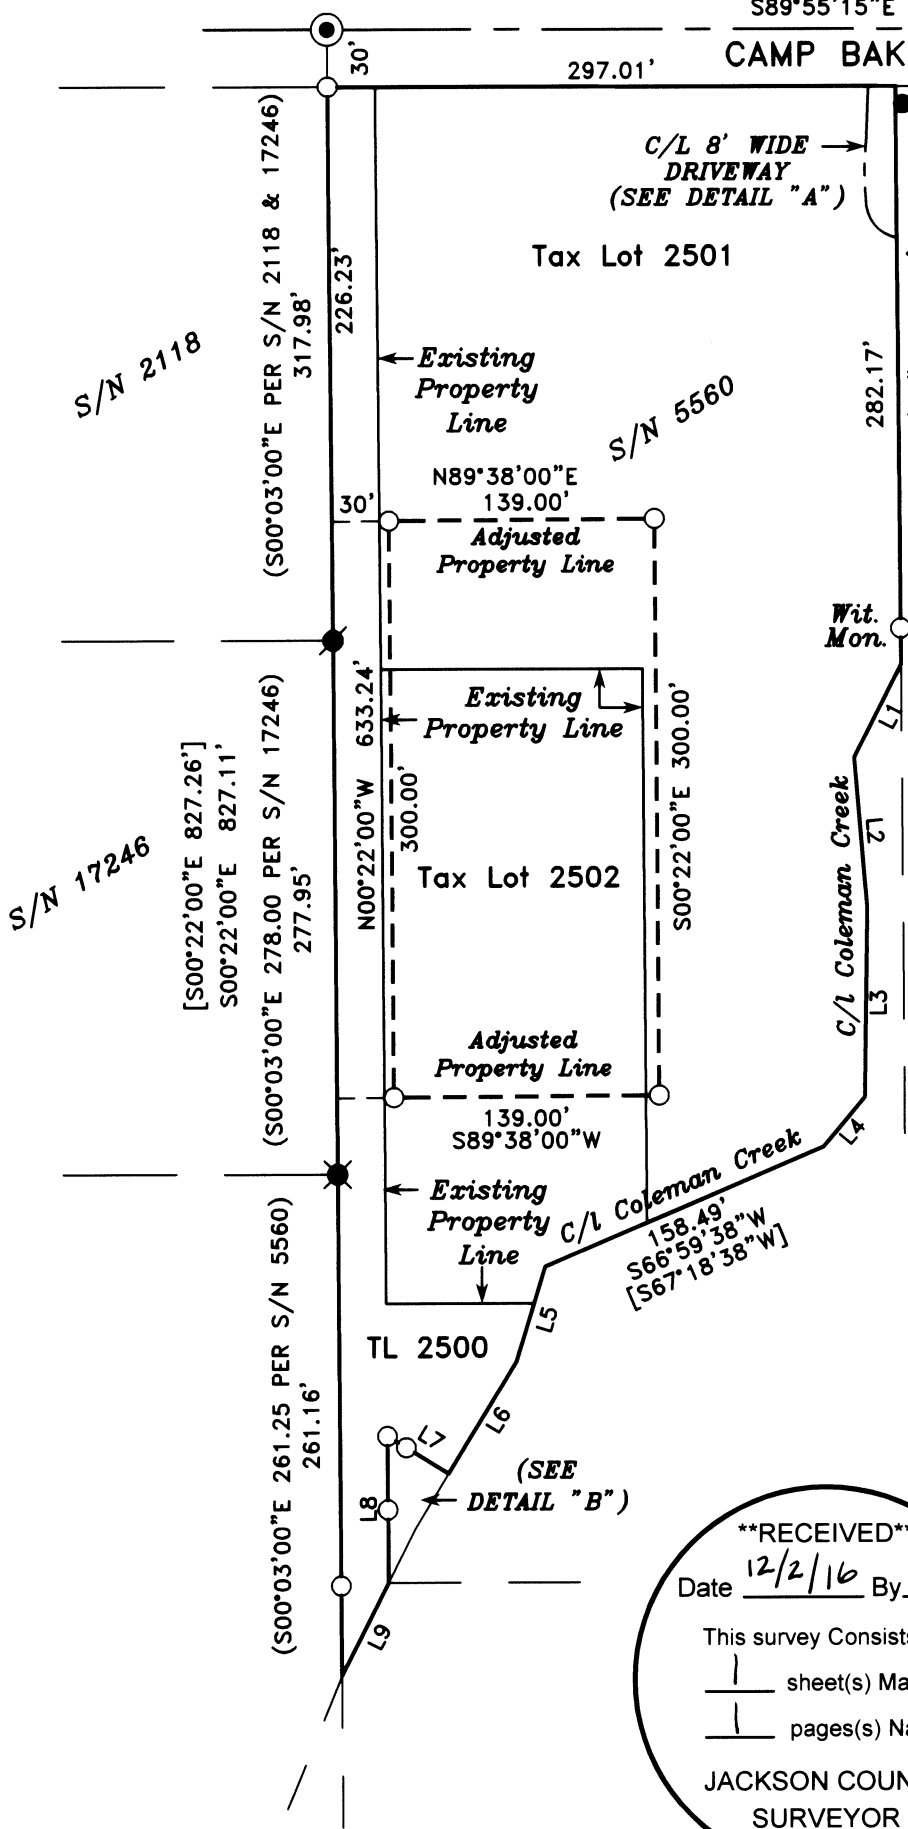 S89°55'15"E
CAMP BAK
30'
297.01'
C/L 8' WIDE
DRIVEWAY
(SEE DETAIL "A")
Tax Lot 2501
(S00°03'00"E PER S/N 2118 & 17246)
317.98'
226.23'
S/N 2118
Existing
Property
Line
S/N 5560
282.17'
N89°38'00"E
139.00'
30'
Adjusted
Property Line
Wit.
Mon.
Existing
Property Line
L1
N00°22'00"W 633.24'
300.00'
S00°22'00"E 300.00'
S/N 17246
[S00°22'00"E 827.26']
S00°22'00"E 827.11'
(S00°03'00"E 278.00 PER S/N 17246)
277.95'
Tax Lot 2502
C/l Coleman Creek
L2
L3
Adjusted
Property Line
139.00'
S89°38'00"W
L4
C/l Coleman Creek
158.49'
S66°59'38"W
[S67°18'38"W]
Existing
Property
Line
L5
TL 2500
(S00°03'00"E 261.25 PER S/N 5560)
261.16'
L6
L7
(SEE
DETAIL "B")
L8
L9
**RECEIVED**
Date 12/2/16 By
This survey Consists
1 sheet(s) Ma
1 pages(s) Na
JACKSON COUN
SURVEYOR